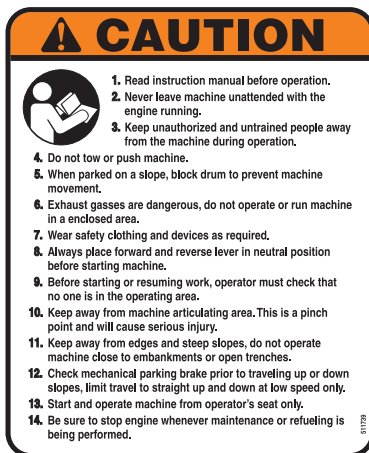 CAUTION
1. Read instruction manual before operation.
2. Never leave machine unattended with the
engine running.
3. Keep unauthorized and untrained people away
from the machine during operation.
4. Do not tow or push machine.
5. When parked on a slope, block drum to prevent machine
movement.
6. Exhaust gasses are dangerous, do not operate or run machine
in a enclosed area.
7. Wear safety clothing and devices as required.
8. Always place forward and reverse lever in neutral position
before starting machine.
9. Before starting or resuming work, operator must check that
no one is in the operating area.
10. Keep away from machine articulating area. This is a pinch
point and will cause serious injury.
11. Keep away from edges and steep slopes, do not operate
machine close to embankments or open trenches.
12. Check mechanical parking brake prior to traveling up or down
slopes, limit travel to straight up and down at low speed only.
13. Start and operate machine from operator's seat only.
14. Be sure to stop engine whenever maintenance or refueling is
being performed.
511739